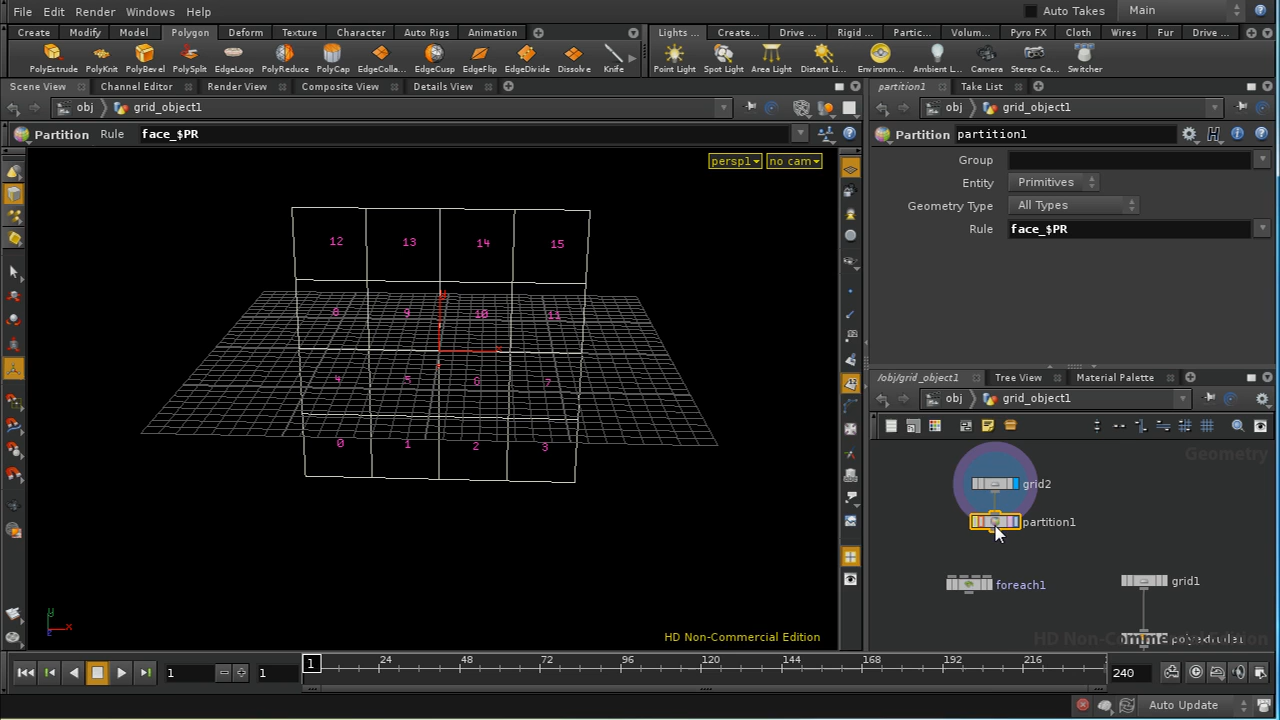 File Edit Render Windows Help Auto Takes Main
Create Modify Model Polygon Deform Texture Character Auto Rigs Animation Lights ... Create... Drive ... Rigid ... Partic... Volum... Pyro FX Cloth Wires Fur Drive ...
PolyExtrude PolyKnit PolyBevel PolySplit EdgeLoop PolyReduce PolyCap EdgeColla... EdgeCusp EdgeFlip EdgeDivide Dissolve Knife Point Light Spot Light Area Light Distant Li... Environm... Ambient L... Camera Stereo Ca... Switcher
Scene View Channel Editor Render View Composite View Details View partition1 Take List
obj grid_object1 obj grid_object1
Partition Rule face_$PR Partition partition1
persp1 no cam
Group
Entity Primitives
Geometry Type All Types
Rule face_$PR
12 13 14 15
8 9 10 11
4 5 6 7
0 1 2 3
y
x
y
x
z
HD Non-Commercial Edition
/obj/grid_object1 Tree View Material Palette
obj grid_object1
Geometry
grid2
partition1
foreach1 grid1
1 24 48 72 96 120 144 168 192 216
1 1 240
Auto Update